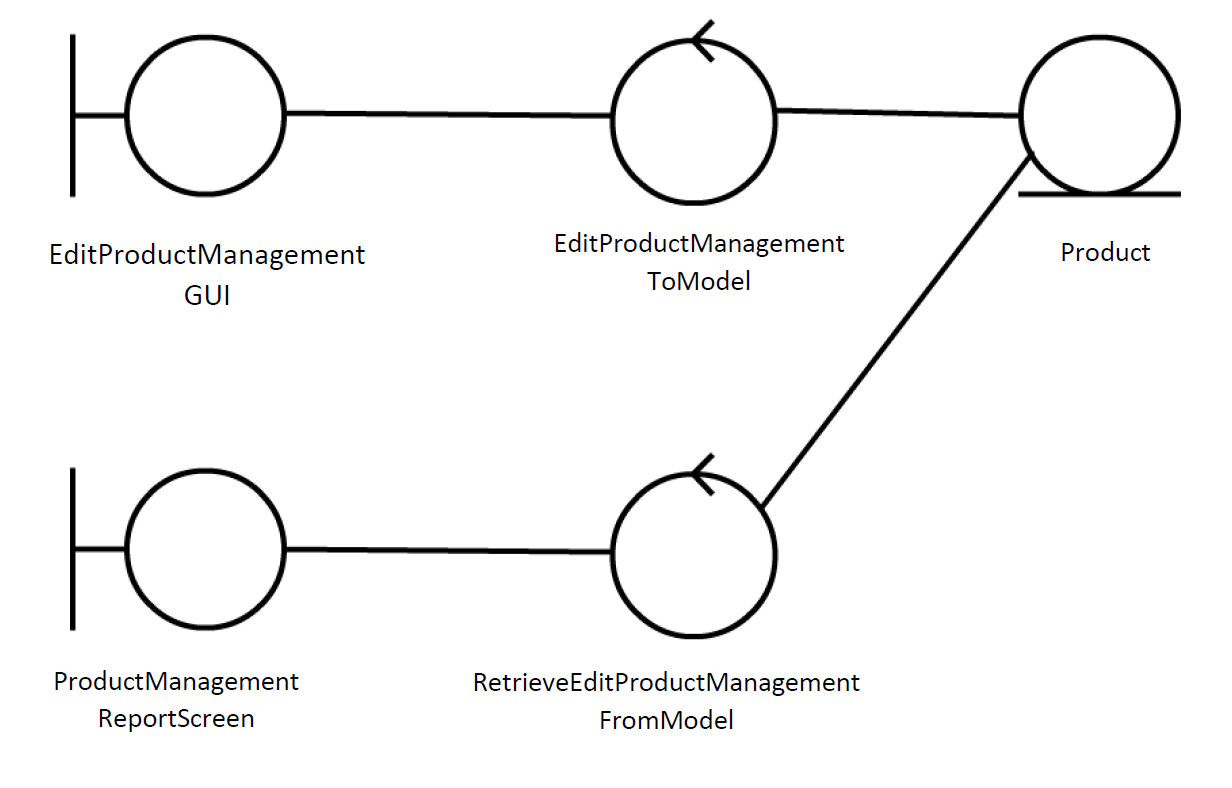 EditProductManagement
GUI
EditProductManagement
ToModel
Product
ProductManagement
ReportScreen
RetrieveEditProductManagement
FromModel